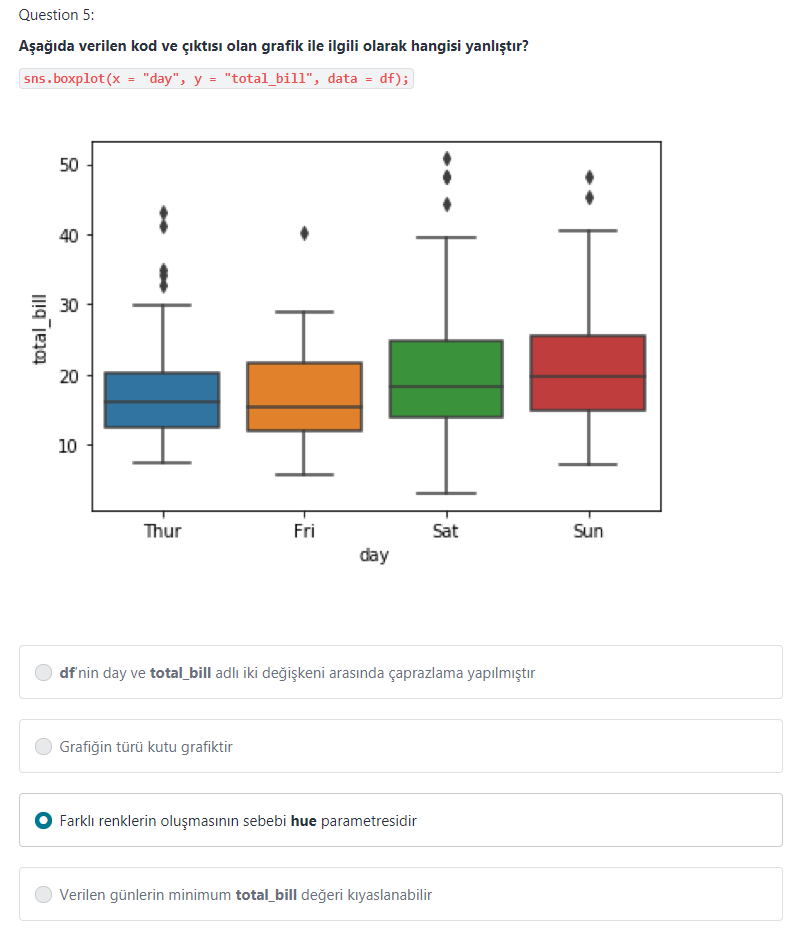 Question 5:
Aşağıda verilen kod ve çıktısı olan grafik ile ilgili olarak hangisi yanlıştır?
sns.boxplot(x = "day", y = "total_bill", data = df);
50
40
30
20
10
total_bill
Thur Fri Sat Sun
day
df'nin day ve total_bill adlı iki değişkeni arasında çaprazlama yapılmıştır
Grafiğin türü kutu grafiktir
Farklı renklerin oluşmasının sebebi hue parametresidir
Verilen günlerin minimum total_bill değeri kıyaslanabilir